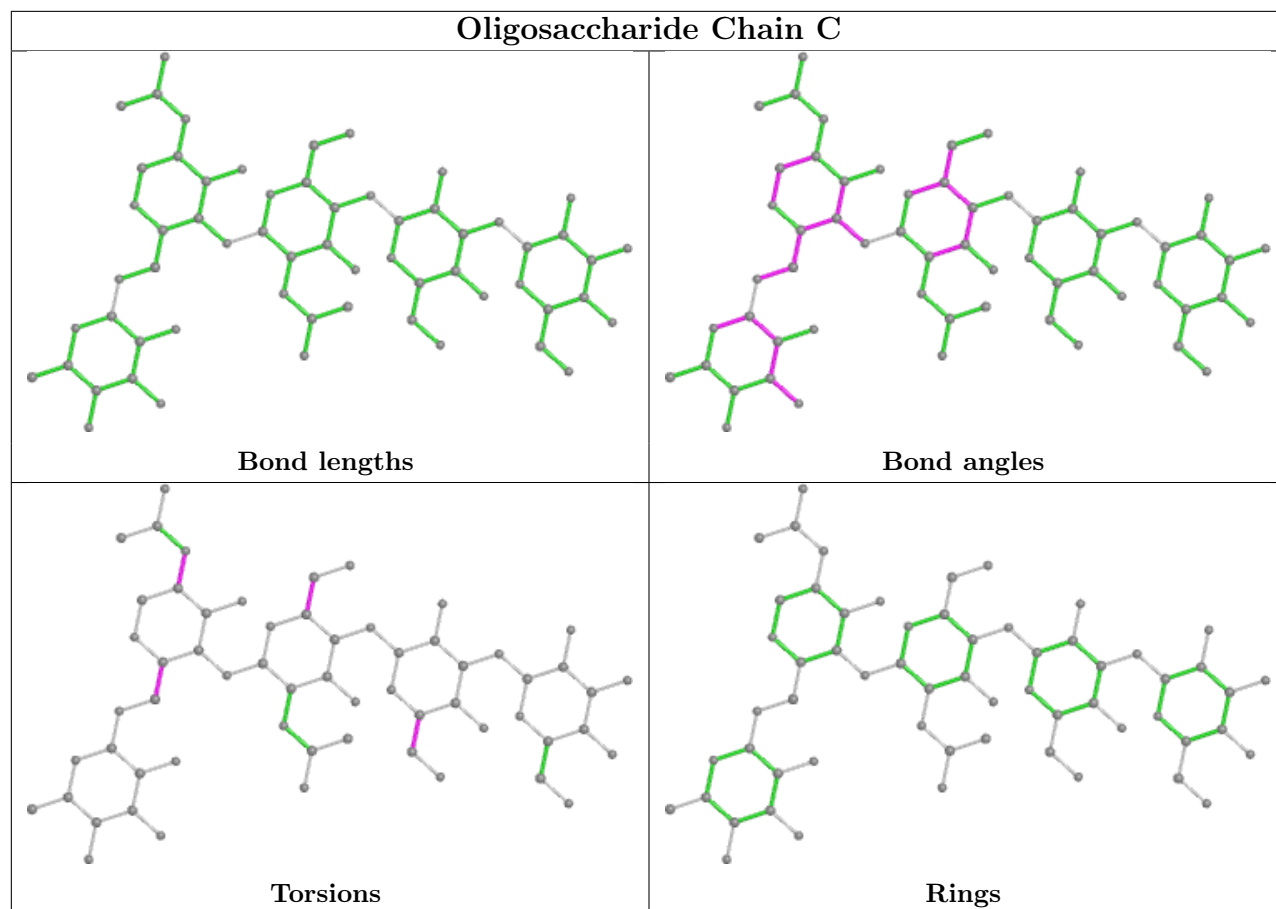 Oligosaccharide Chain C
Bond lengths
Bond angles
Torsions
Rings